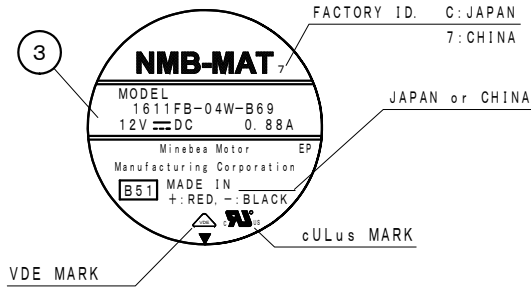 FACTORY ID. C:JAPAN
7:CHINA
3
NMB-MAT 7
MODEL
1611FB-04W-B69
12V DC 0.88A
JAPAN or CHINA
Minebea Motor EP
Manufacturing Corporation
B51 MADE IN
+:RED, -:BLACK
VDE
c RU US
cULus MARK
VDE MARK